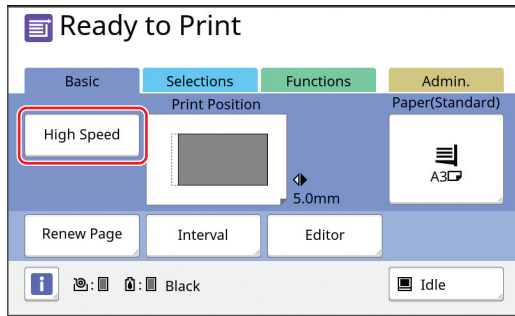 Ready to Print
Basic Selections Functions Admin.
Print Position Paper(Standard)
High Speed
A3
5.0mm
Renew Page Interval Editor
i : : Black Idle